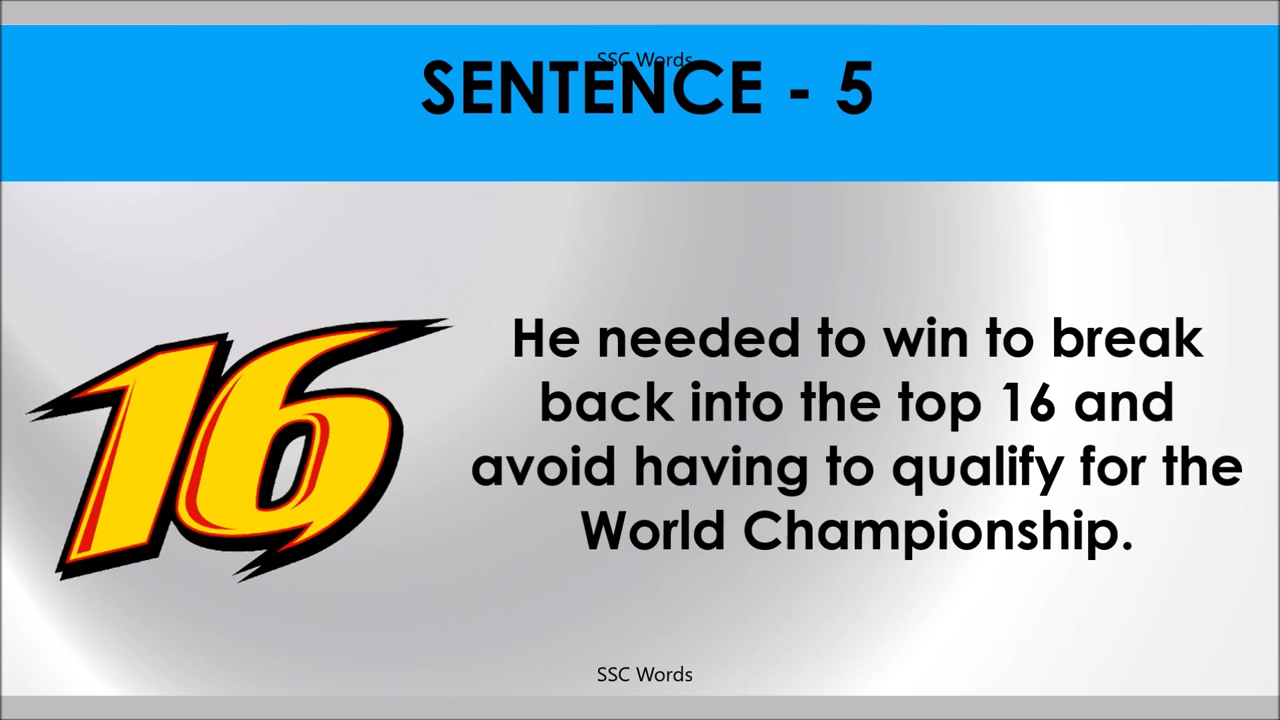 SSC Words
SENTENCE - 5
16
He needed to win to break
back into the top 16 and
avoid having to qualify for the
World Championship.
SSC Words